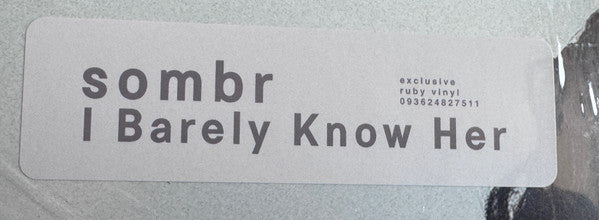 sombr
exclusive
ruby vinyl
093624827511
I Barely Know Her